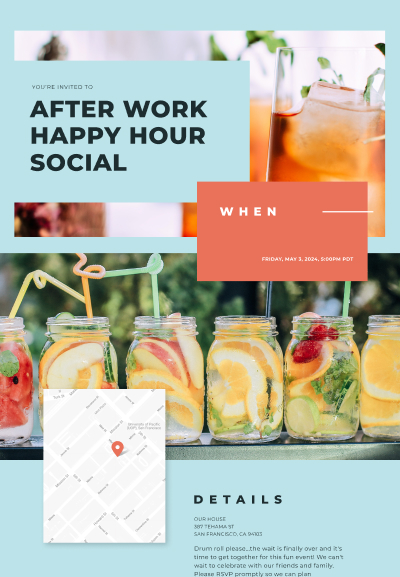 YOU'RE INVITED TO
AFTER WORK
HAPPY HOUR
SOCIAL
WHEN
FRIDAY, MAY 3, 2024, 5:00PM PDT
DETAILS
OUR HOUSE
387 TEHAMA ST
SAN FRANCISCO, CA 94103
Drum roll please...the wait is finally over and it's
time to get together for this fun event! We can't
wait to celebrate with our friends and family.
Please RSVP promptly so we can plan